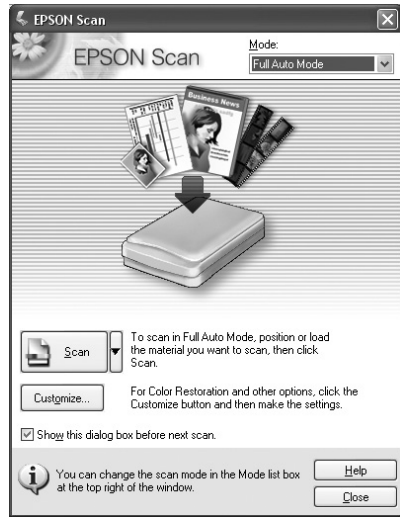 EPSON Scan
EPSON Scan
Mode:
Full Auto Mode
Business News
Scan
To scan in Full Auto Mode, position or load
the material you want to scan, then click
Scan.
Customize...
For Color Restoration and other options, click the
Customize button and then make the settings.
Show this dialog box before next scan.
You can change the scan mode in the Mode list box
at the top right of the window.
Help
Close